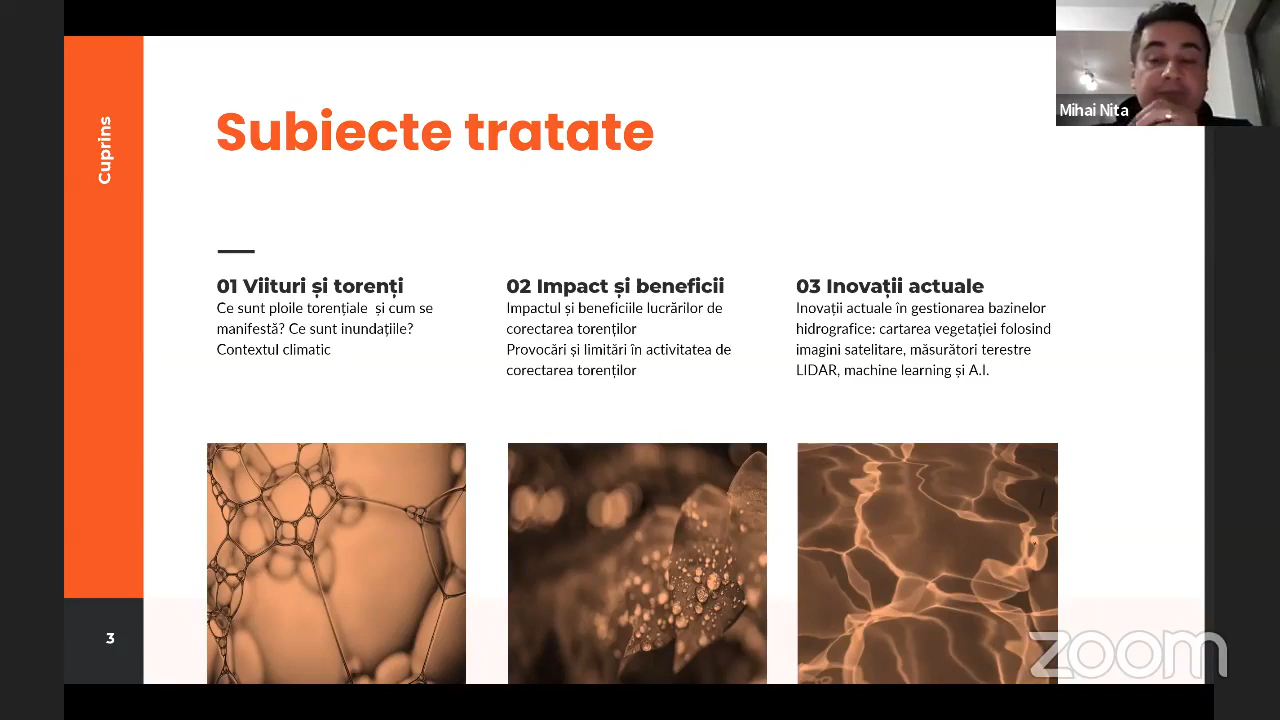 Cuprins
Subiecte tratate
01 Viituri și torenți
Ce sunt ploile torențiale și cum se
manifestă? Ce sunt inundațiile?
Contextul climatic
02 Impact și beneficii
Impactul și beneficiile lucrărilor de
corectarea torenților
Provocări și limitări în activitatea de
corectarea torenților
03 Inovații actuale
Inovații actuale în gestionarea bazinelor
hidrografice: cartarea vegetației folosind
imagini satelitare, măsurători terestre
LIDAR, machine learning și A.I.
3
Mihai Nita
zoom